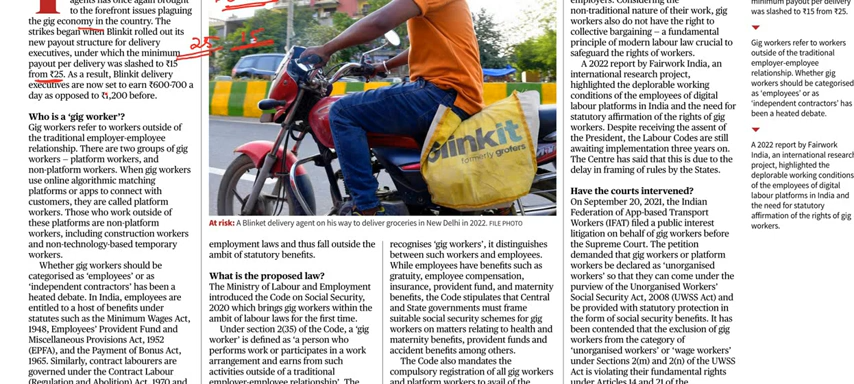 agents has once again brought
to the forefront issues plaguing
the gig economy in the country. The
strikes began when Blinkit rolled out its
new payout structure for delivery
executives, under which the minimum
payout per delivery was slashed to ₹15
from ₹25. As a result, Blinkit delivery
executives are now set to earn ₹600-700 a
day as opposed to ₹1,200 before.
Who is a ‘gig worker’?
Gig workers refer to workers outside of
the traditional employer-employee
relationship. There are two groups of gig
workers – platform workers, and
non-platform workers. When gig workers
use online algorithmic matching
platforms or apps to connect with
customers, they are called platform
workers. Those who work outside of
these platforms are non-platform
workers, including construction workers
and non-technology-based temporary
workers.
Whether gig workers should be
categorised as ‘employees’ or as
‘independent contractors’ has been a
heated debate. In India, employees are
entitled to a host of benefits under
statutes such as the Minimum Wages Act,
1948, Employees’ Provident Fund and
Miscellaneous Provisions Act, 1952
(EPFA), and the Payment of Bonus Act,
1965. Similarly, contract labourers are
governed under the Contract Labour
(Regulation and Abolition) Act, 1970 and
25 - 15
blinkit
formerly grofers
At risk: A Blinket delivery agent on his way to deliver groceries in New Delhi in 2022. FILE PHOTO
employment laws and thus fall outside the
ambit of statutory benefits.
What is the proposed law?
The Ministry of Labour and Employment
introduced the Code on Social Security,
2020 which brings gig workers within the
ambit of labour laws for the first time.
Under section 2(35) of the Code, a ‘gig
worker’ is defined as ‘a person who
performs work or participates in a work
arrangement and earns from such
activities outside of a traditional
employer-employee relationship’. The
recognises ‘gig workers’, it distinguishes
between such workers and employees.
While employees have benefits such as
gratuity, employee compensation,
insurance, provident fund, and maternity
benefits, the Code stipulates that Central
and State governments must frame
suitable social security schemes for gig
workers on matters relating to health and
maternity benefits, provident funds and
accident benefits among others.
The Code also mandates the
compulsory registration of all gig workers
and platform workers to avail of the
employers. Considering the
non-traditional nature of their work, gig
workers also do not have the right to
collective bargaining – a fundamental
principle of modern labour law crucial to
safeguard the rights of workers.
A 2022 report by Fairwork India, an
international research project,
highlighted the deplorable working
conditions of the employees of digital
labour platforms in India and the need for
statutory affirmation of the rights of gig
workers. Despite receiving the assent of
the President, the Labour Codes are still
awaiting implementation three years on.
The Centre has said that this is due to the
delay in framing of rules by the States.
Have the courts intervened?
On September 20, 2021, the Indian
Federation of App-based Transport
Workers (IFAT) filed a public interest
litigation on behalf of gig workers before
the Supreme Court. The petition
demanded that gig workers or platform
workers be declared as ‘unorganised
workers’ so that they can come under the
purview of the Unorganised Workers’
Social Security Act, 2008 (UWSS Act) and
be provided with statutory protection in
the form of social security benefits. It has
been contended that the exclusion of gig
workers from the category of
‘unorganised workers’ or ‘wage workers’
under Sections 2(m) and 2(n) of the UWSS
Act is violating their fundamental rights
under Articles 14 and 21 of the
minimum payout per delivery
was slashed to ₹15 from ₹25.
Gig workers refer to workers
outside of the traditional
employer-employee
relationship. Whether gig
workers should be categorised
as ‘employees’ or as
‘independent contractors’ has
been a heated debate.
A 2022 report by Fairwork
India, an international research
project, highlighted the
deplorable working conditions
of the employees of digital
labour platforms in India and
the need for statutory
affirmation of the rights of gig
workers.